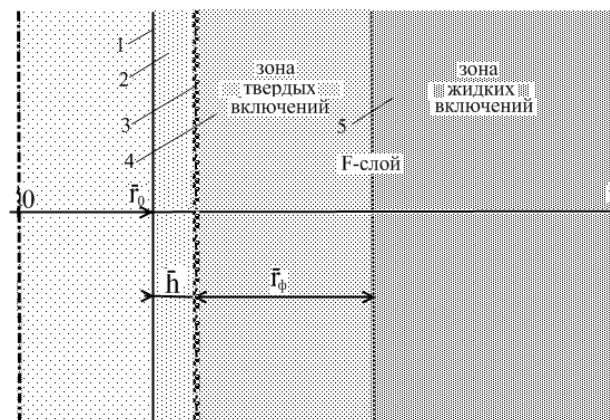 1
2
3
4
зона
твердых
включений
зона
жидких
включений
5
F-слой
0
r̄₀
h̄
r̄ф